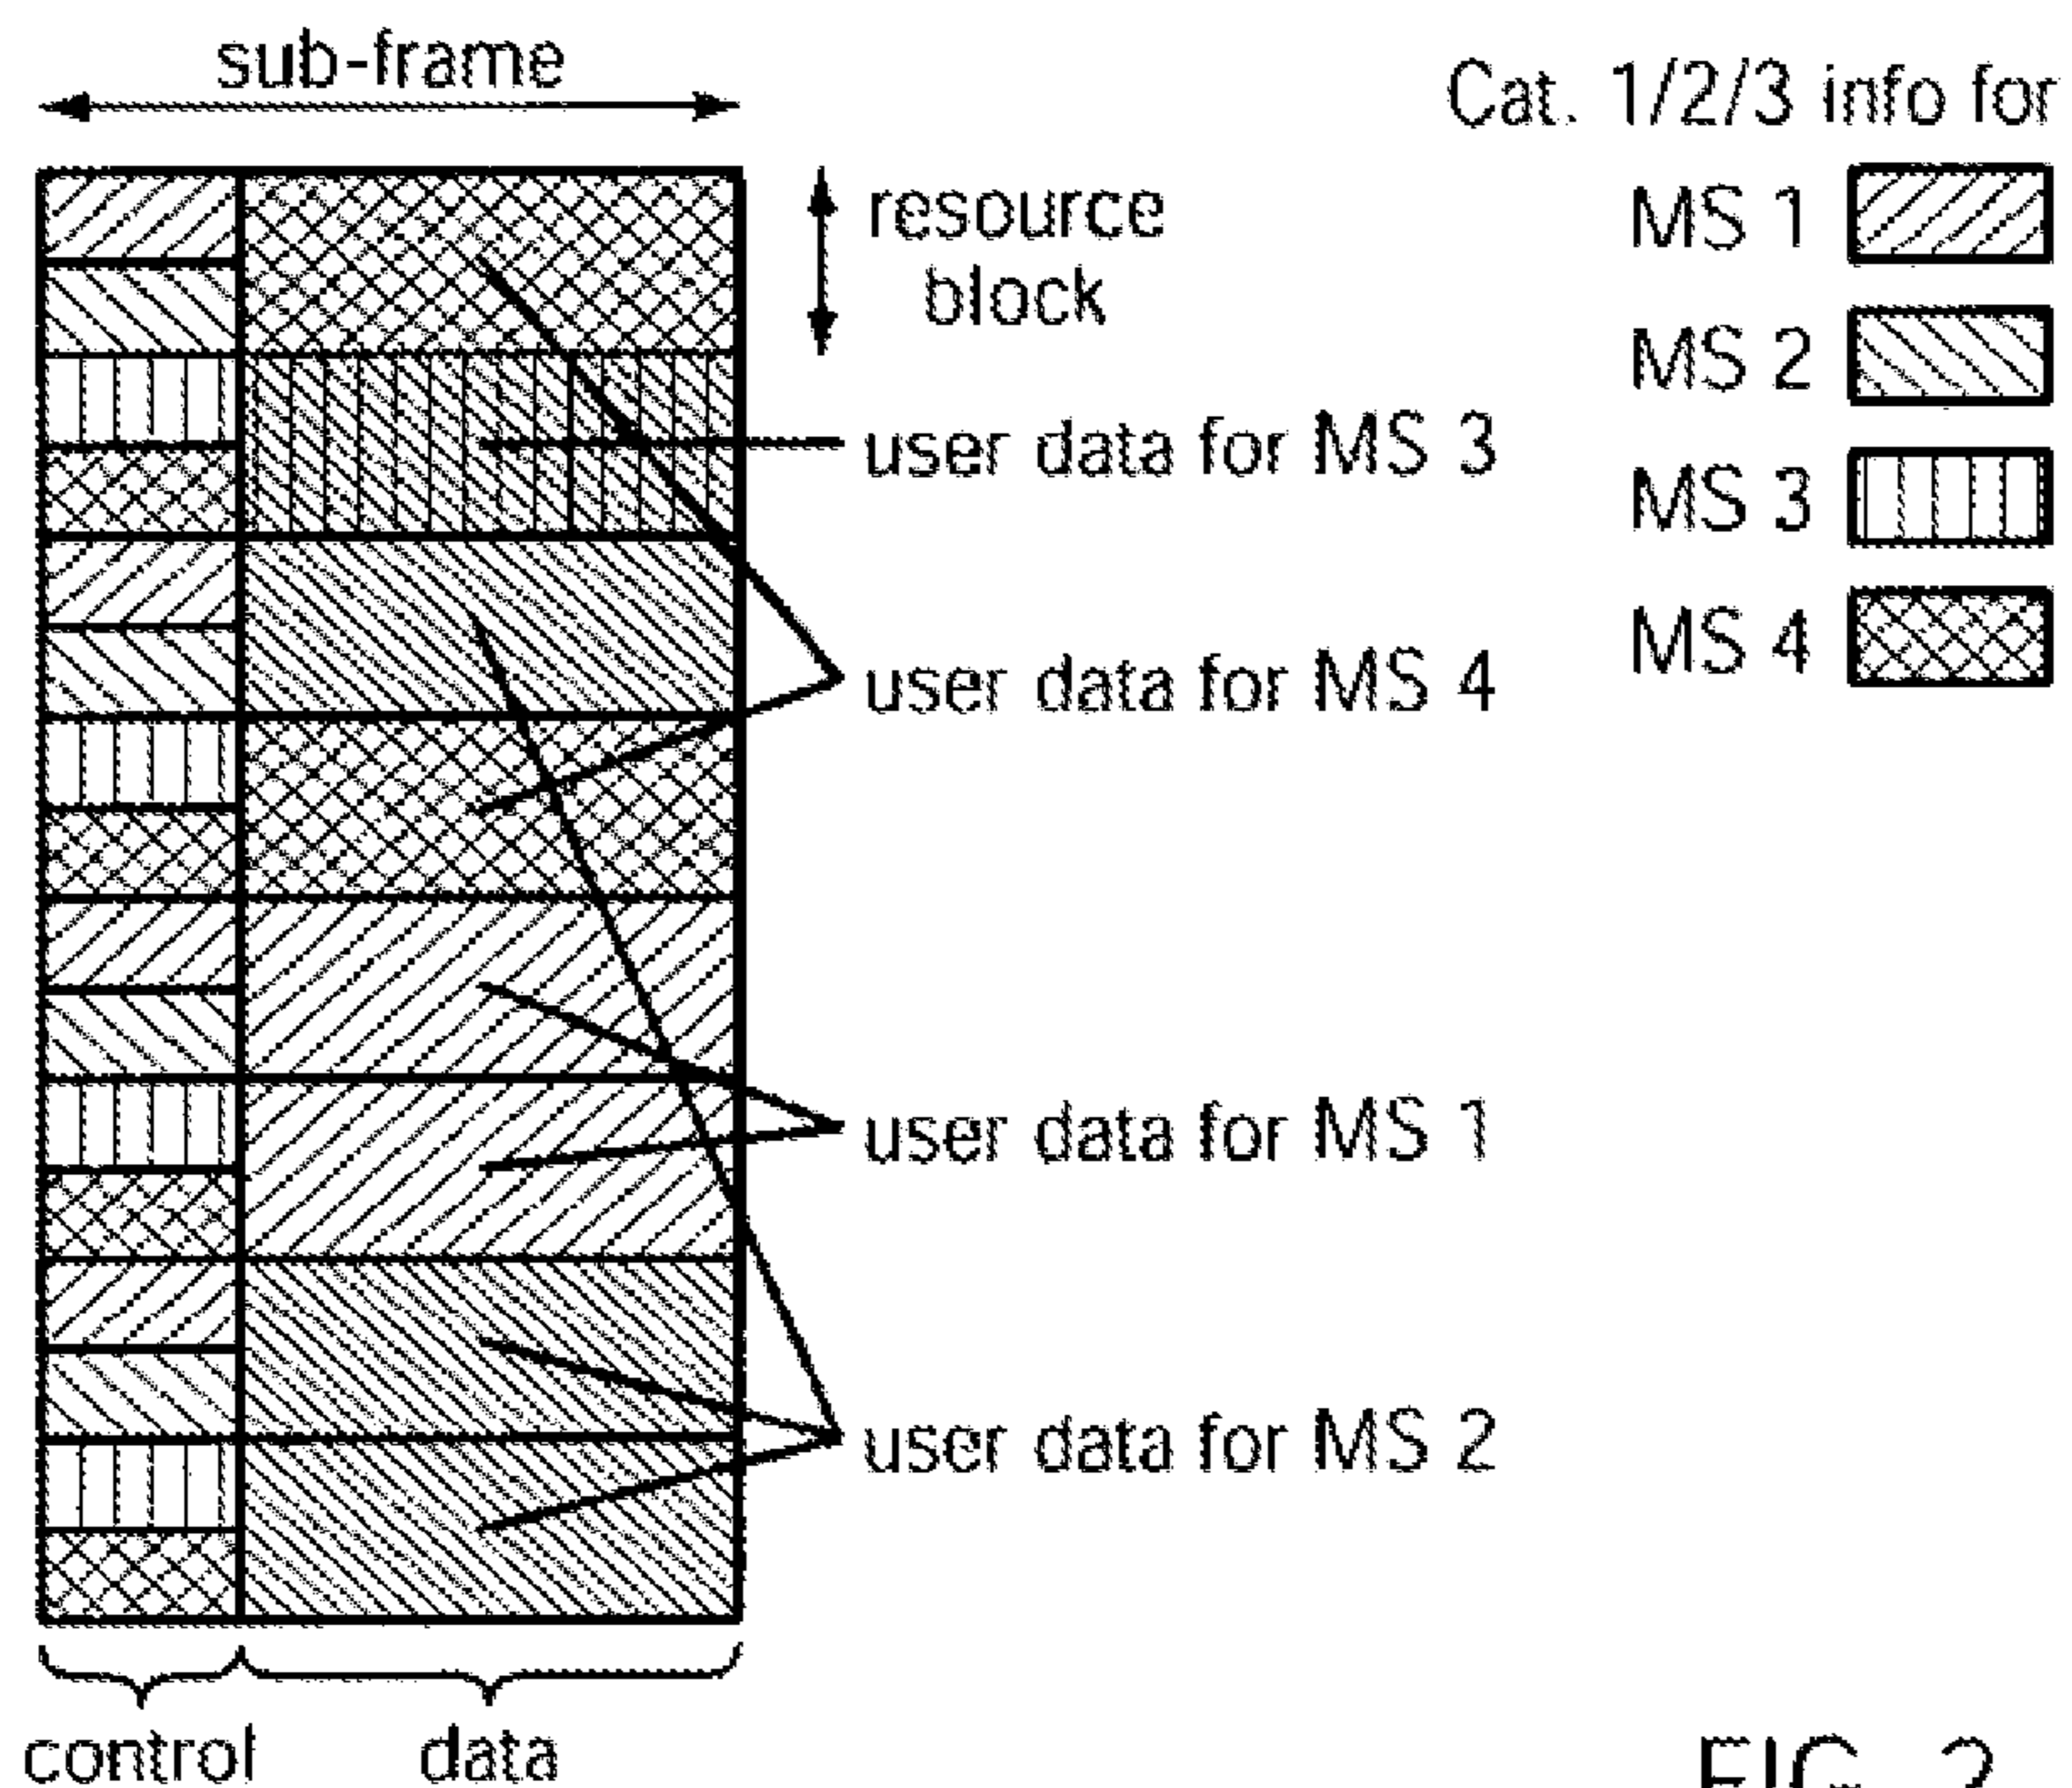 sub-frame
Cat. 1/2/3 info for
resource
block
MS 1
MS 2
MS 3
MS 4
user data for MS 3
user data for MS 4
user data for MS 1
user data for MS 2
control
data
FIG. 2